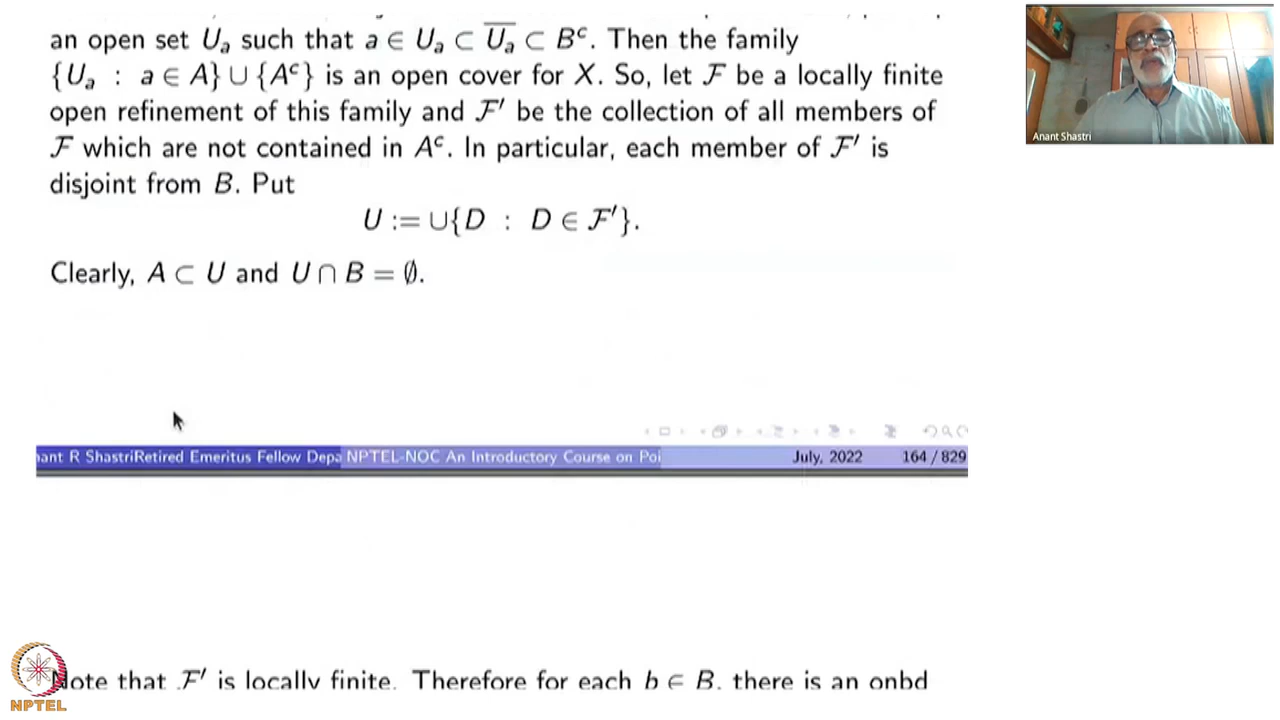 an open set U_a such that a ∈ U_a ⊂ \overline{U_a} ⊂ B^c. Then the family
{U_a : a ∈ A} ∪ {A^c} is an open cover for X. So, let ℱ be a locally finite
open refinement of this family and ℱ′ be the collection of all members of
ℱ which are not contained in A^c. In particular, each member of ℱ′ is
disjoint from B. Put
U := ∪{D : D ∈ ℱ′}.
Clearly, A ⊂ U and U ∩ B = ∅.
Anant Shastri
ant R ShastriRetired Emeritus Fellow Depa NPTEL-NOC An Introductory Course on Poi July, 2022 164 / 829
Note that ℱ′ is locally finite. Therefore for each b ∈ B, there is an onbd
NPTEL